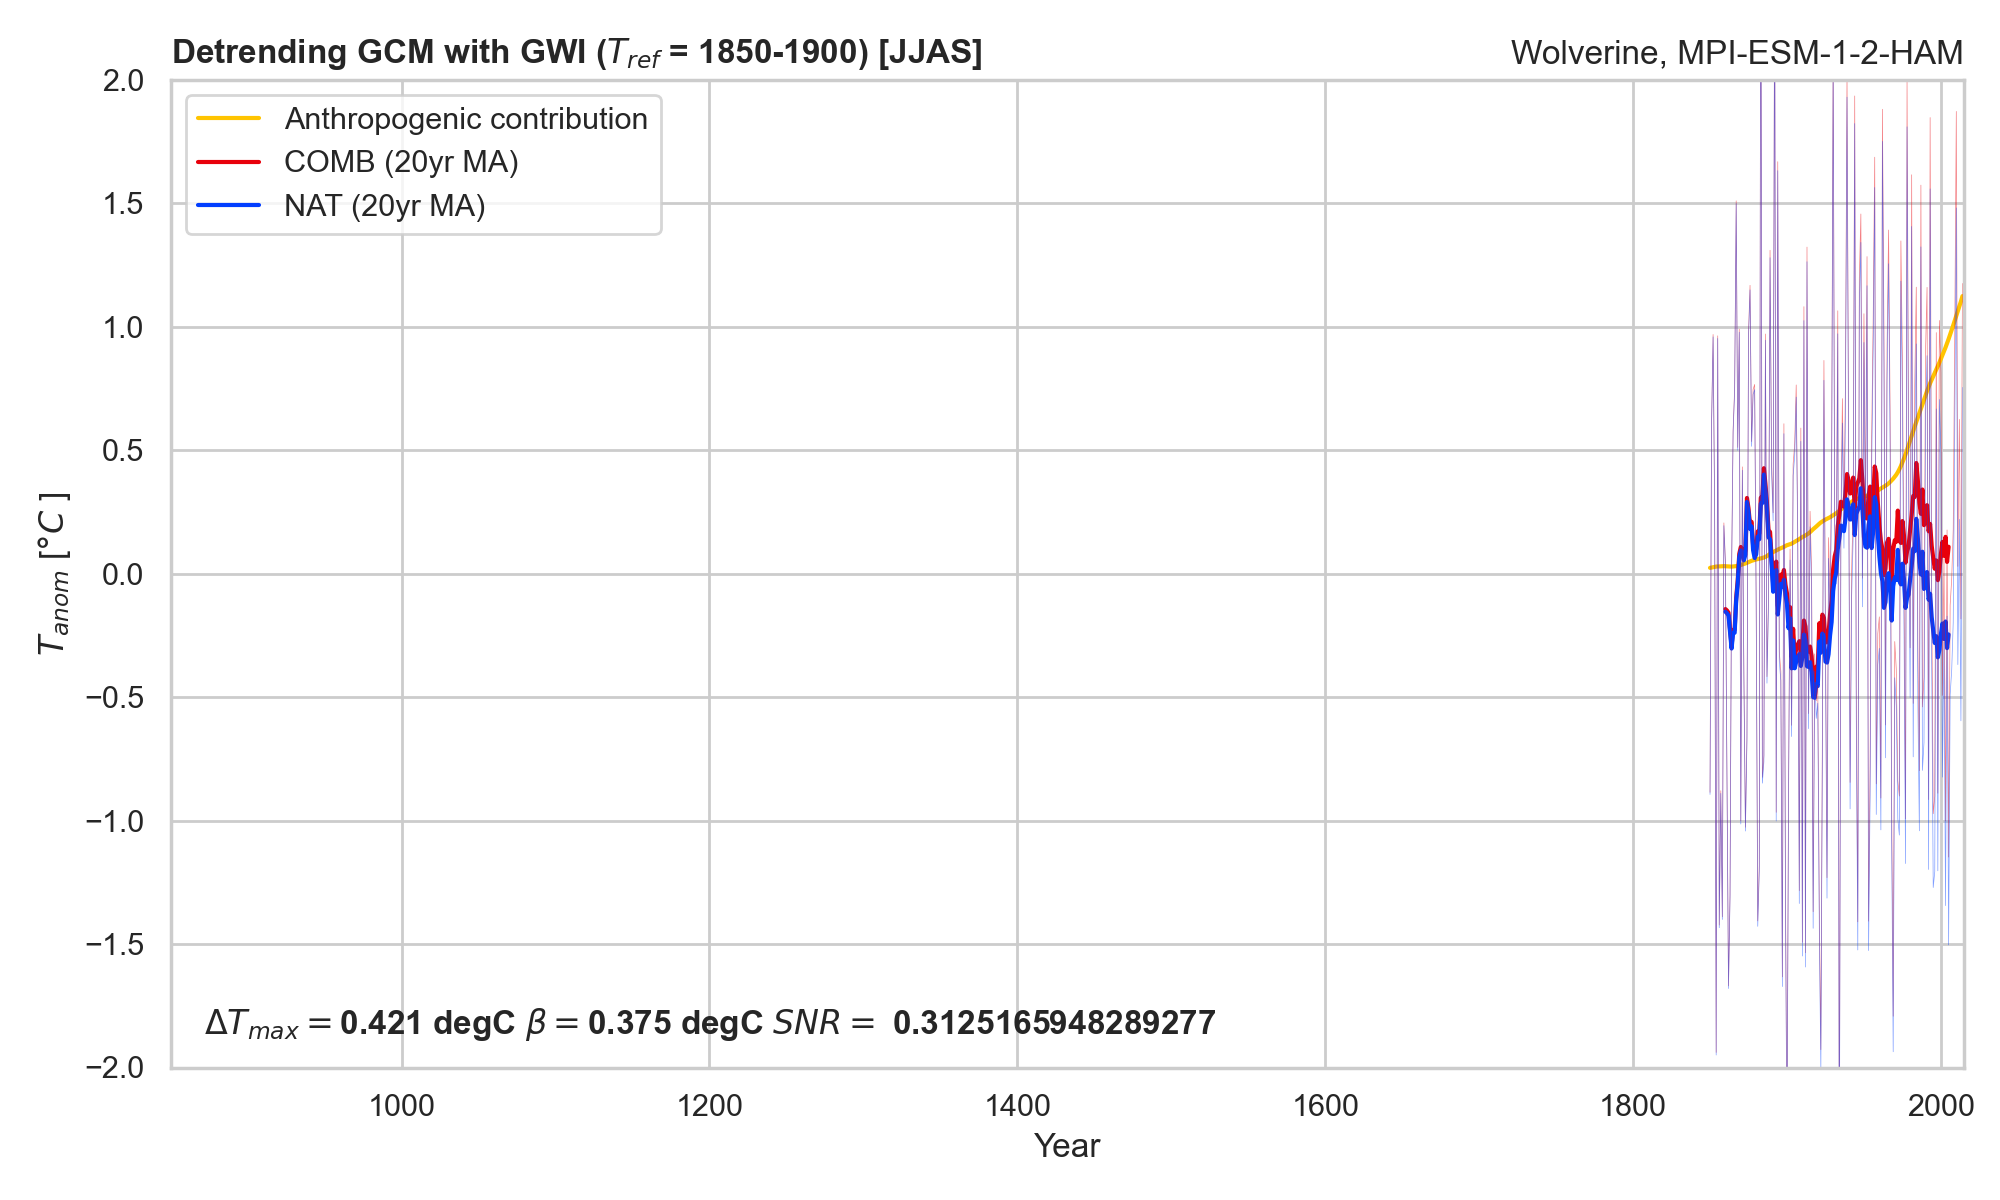 Detrending GCM with GWI (T_ref = 1850-1900) [JJAS]
Wolverine, MPI-ESM-1-2-HAM
Anthropogenic contribution
COMB (20yr MA)
NAT (20yr MA)
2.0
1.5
1.0
0.5
0.0
−0.5
−1.0
−1.5
−2.0
T_anom [°C]
ΔT_max = 0.421 degC β = 0.375 degC SNR = 0.3125165948289277
1000
1200
1400
1600
1800
2000
Year